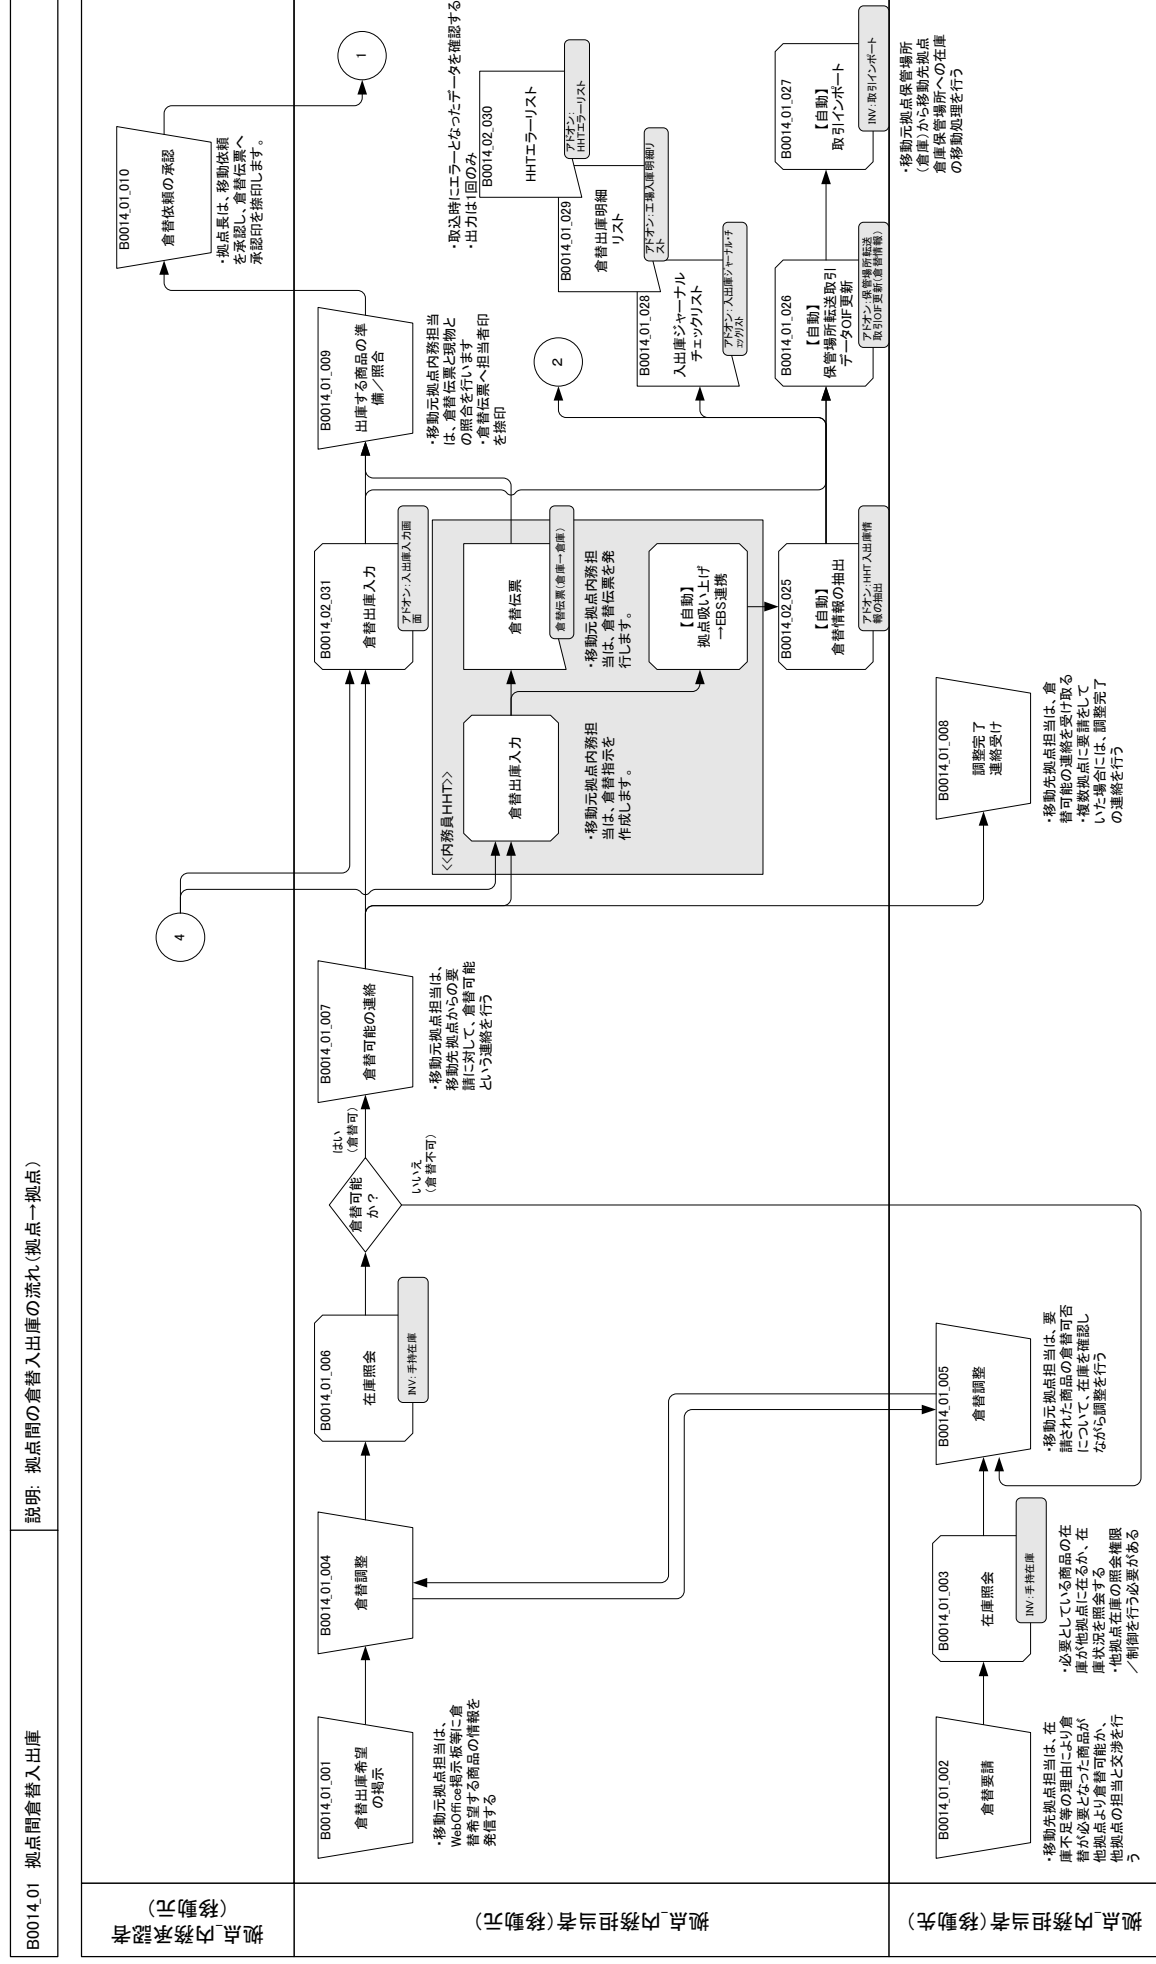 B0014_01 拠点間倉替入出庫
説明: 拠点間の倉替入出庫の流れ（拠点→拠点）
拠点_内務承認者
（移動元）
拠点_内務担当者（移動元）
拠点_内務担当者（移動先）
B0014_01_001
倉替出庫希望
の掲示
・移動元拠点担当は、
WebOffice掲示板等に倉
替希望する商品の情報を
発信する
B0014_01_002
倉替要請
・移動先拠点担当は、在
庫不足等の理由により倉
替が必要となった商品が
他拠点より倉替可能か、
他拠点の担当と交渉を行
う
B0014_01_003
在庫照会
INV:手持在庫
・必要としている商品の在
庫が他拠点に在るか、在
庫状況を照会する
・他拠点在庫の照会権限
／制御を行う必要がある
B0014_01_004
倉替調整
B0014_01_005
倉替調整
・移動元拠点担当は、要
請された商品の倉替可否
について、在庫を確認し
ながら調整を行う
B0014_01_006
在庫照会
INV:手持在庫
倉替可能
か？
はい
（倉替可）
いいえ
（倉替不可）
B0014_01_007
倉替可能の連絡
・移動元拠点担当は、
移動先拠点からの要
請に対して、倉替可能
という連絡を行う
4
B0014_01_008
調整完了
連絡受け
・移動先拠点担当は、倉
替可能の連絡を受け取る
・複数拠点に要請をして
いた場合には、調整完了
の連絡を行う
<<内務員HHT>>
倉替出庫入力
・移動元拠点内務担
当は、倉替指示を
作成します。
倉替伝票
倉替伝票（倉庫→倉庫）
・移動元拠点内務担
当は、倉替伝票を発
行します。
【自動】
拠点吸い上げ
→EBS連携
B0014_02_031
倉替出庫入力
アドオン:入出庫入力画
面
B0014_02_025
【自動】
倉替情報の抽出
アドオン:HHT入出庫情
報の抽出
B0014_01_009
出庫する商品の準
備／照合
・移動元拠点内務担当
は、倉替伝票と現物と
の照合を行います
・倉替伝票へ担当者印
を捺印
B0014_01_010
倉替依頼の承認
・拠点長は、移動依頼
を承認し、倉替伝票へ
承認印を捺印します。
1
2
B0014_01_026
【自動】
保管場所転送取引
データOIF更新
アドオン:保管場所転送
取引OIF更新（倉替情報）
B0014_01_027
【自動】
取引インポート
INV:取引インポート
・移動元拠点保管場所
（倉庫）から移動先拠点
倉庫保管場所への在庫
の移動処理を行う
B0014_01_028
入出庫ジャーナル
チェックリスト
アドオン:入出庫ジャーナル・チ
ェックリスト
B0014_01_029
倉替出庫明細
リスト
アドオン:工場入庫明細リ
スト
B0014_02_030
HHTエラーリスト
アドオン:
HHTエラーリスト
・取込時にエラーとなったデータを確認する
・出力は1回のみ